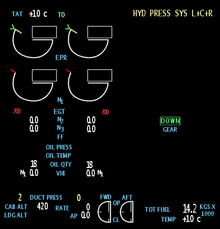 TAT +10 c TO HYD PRESS SYS L+C+R
EPR
N1
700 EGT 700
0.0 N2 0.0
0.0 N3 0.0
FF
OIL PRESS
OIL TEMP
18 OIL QTY 18
N1 0.0 VIB N1 0.0
DOWN
GEAR
2 DUCT PRESS 0
CAB ALT 420 RATE 0.0
LDG ALT AP 0.0
FWD AFT
OP
CL
TOT FUEL 14.2 KGS X 1000
TEMP +10 c